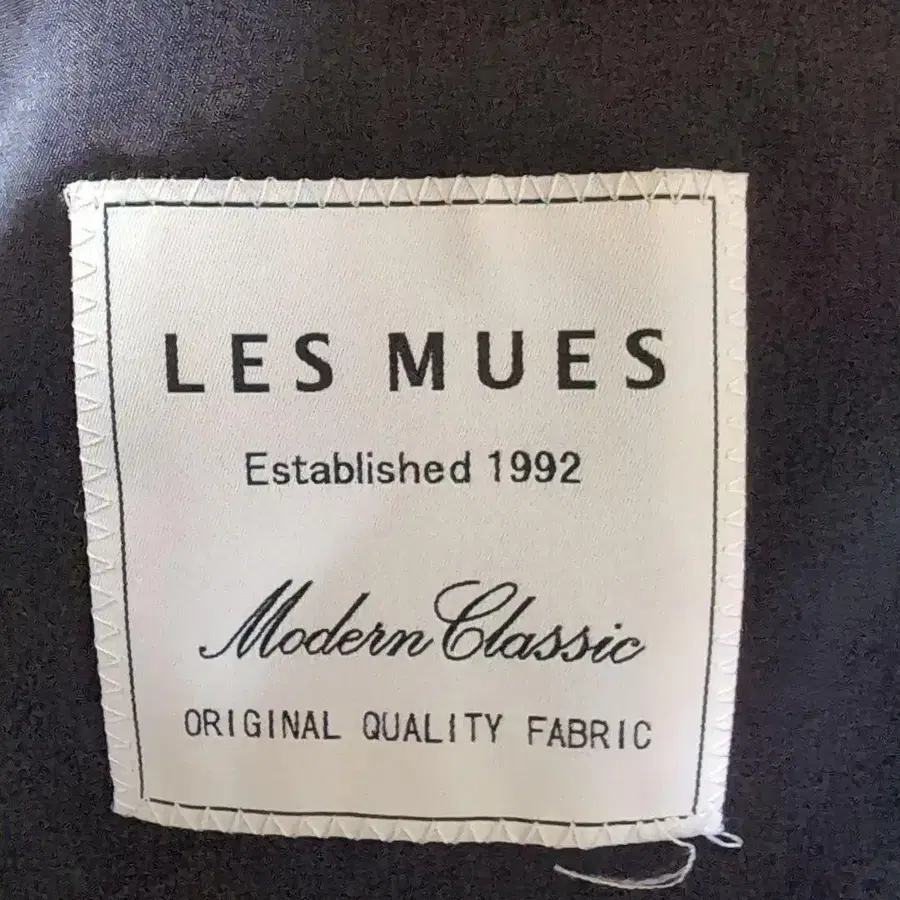 LES MUES
Established 1992
Modern Classic
ORIGINAL QUALITY FABRIC